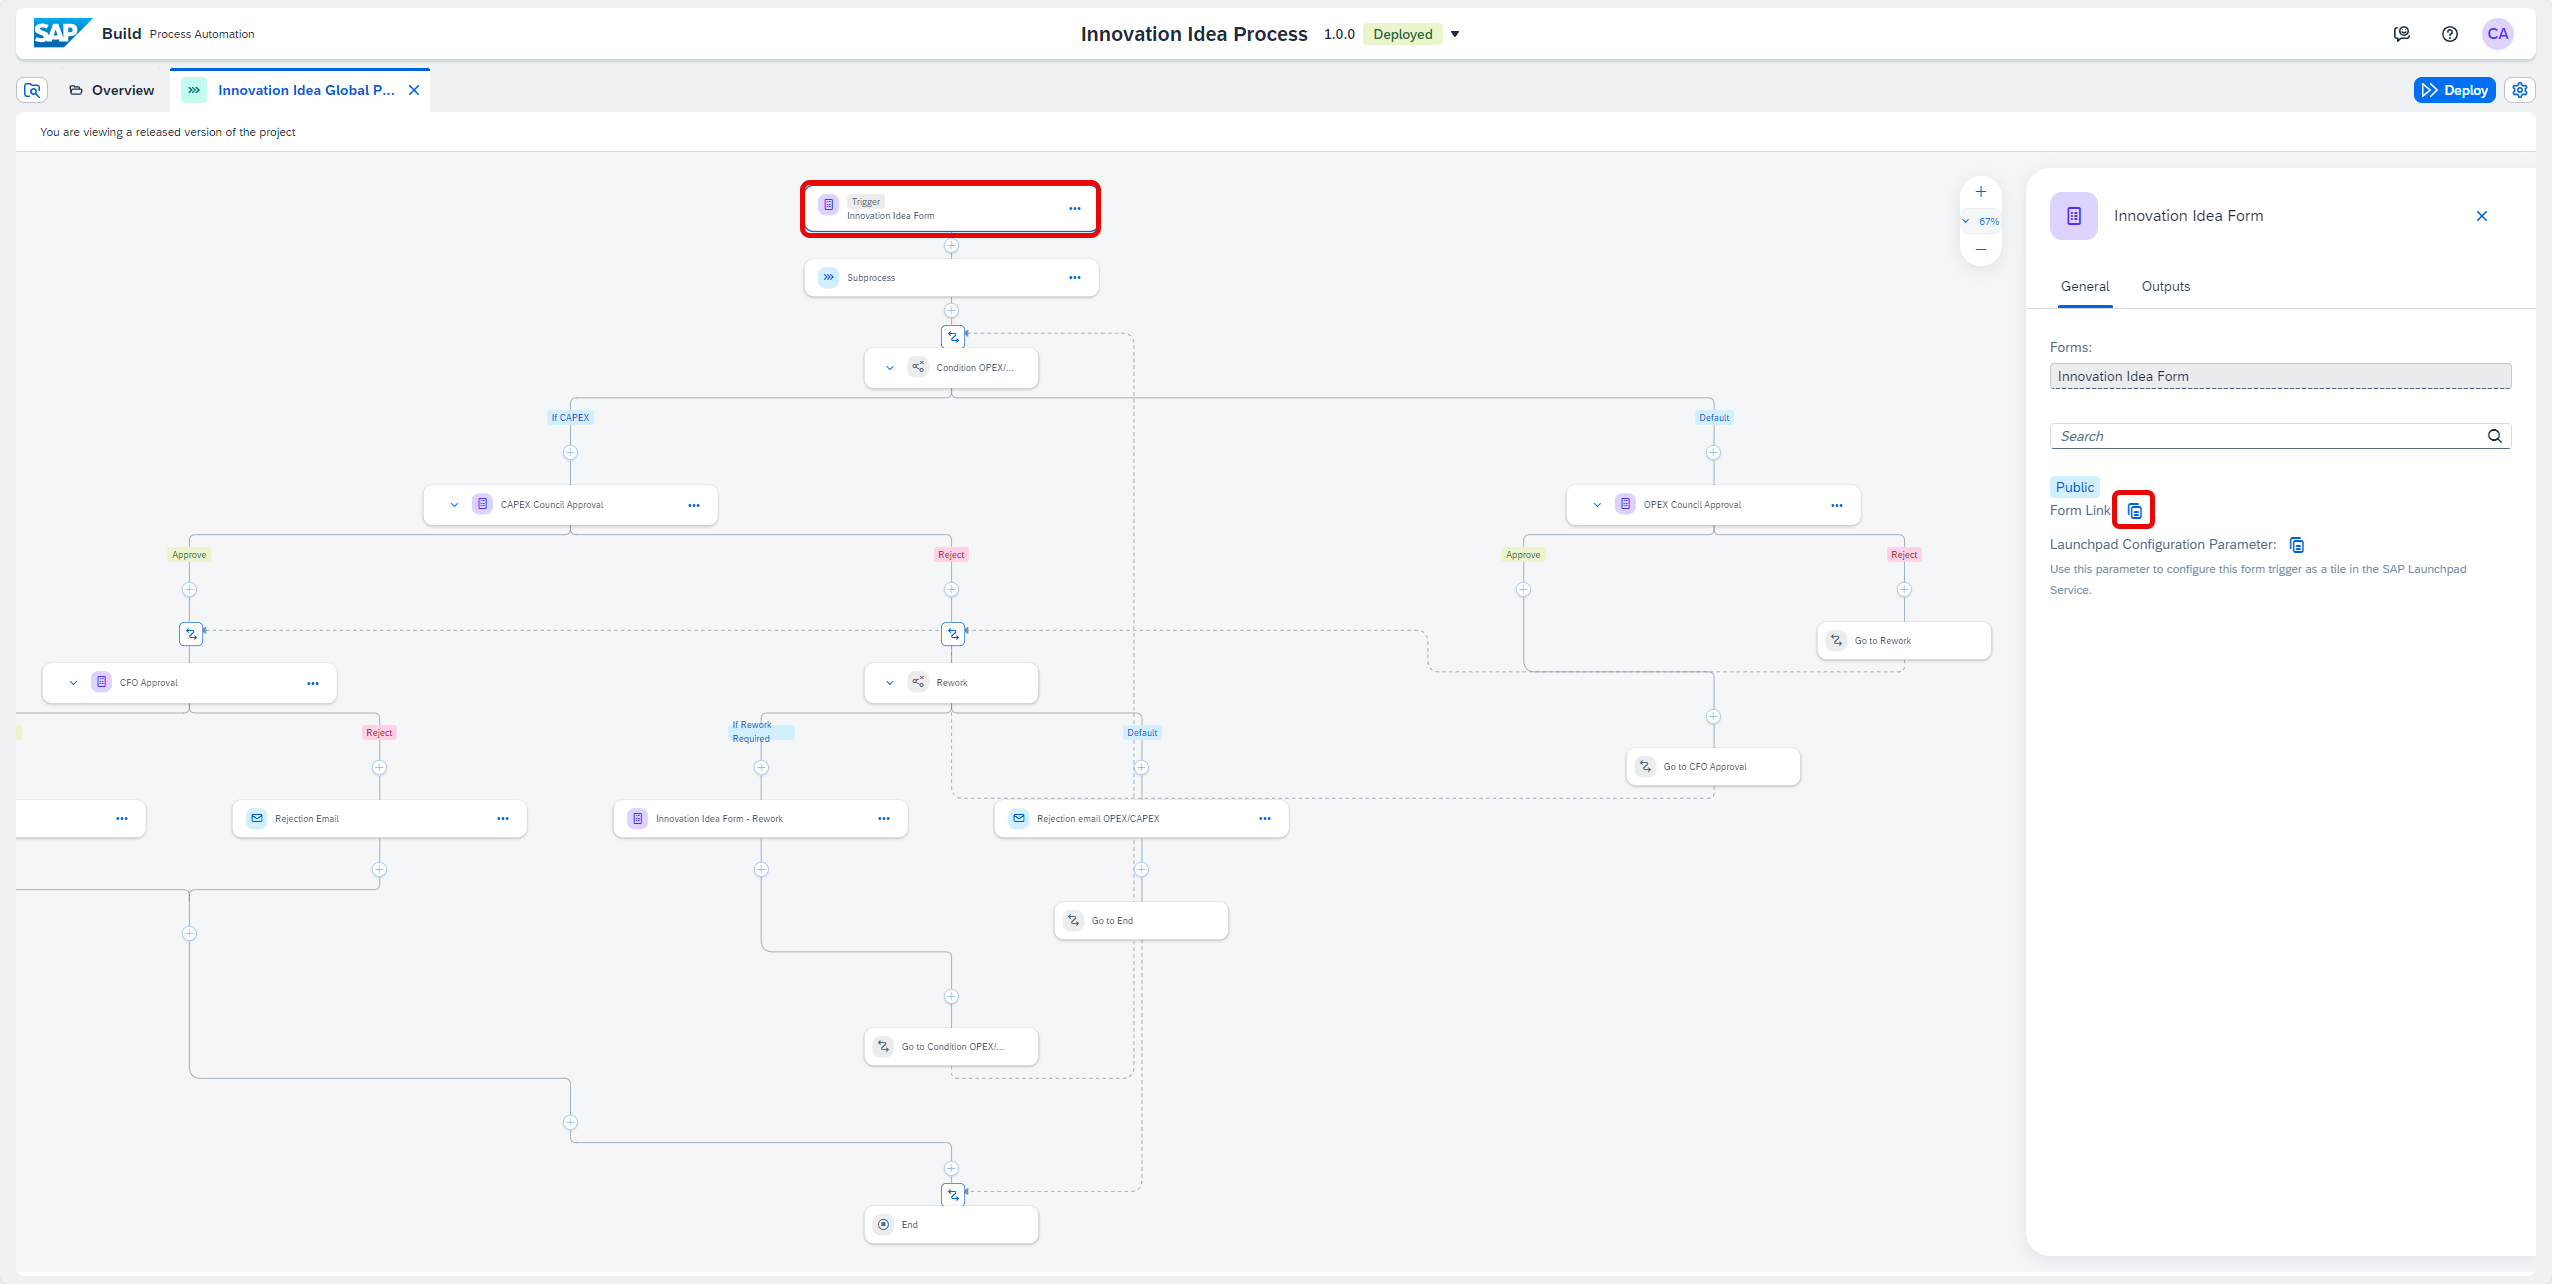 SAP Build Process Automation
Innovation Idea Process 1.0.0 Deployed
CA
Overview
Innovation Idea Global P...
Deploy
You are viewing a released version of the project
Trigger
Innovation Idea Form
67%
Subprocess
Condition OPEX/...
If CAPEX
Default
CAPEX Council Approval
OPEX Council Approval
Approve
Reject
Approve
Reject
Go to Rework
CFO Approval
Rework
Reject
If Rework
Required
Default
Go to CFO Approval
Rejection Email
Innovation Idea Form - Rework
Rejection email OPEX/CAPEX
Go to End
Go to Condition OPEX/...
End
Innovation Idea Form
General
Outputs
Forms:
Innovation Idea Form
Search
Public
Form Link
Launchpad Configuration Parameter:
Use this parameter to configure this form trigger as a tile in the SAP Launchpad
Service.